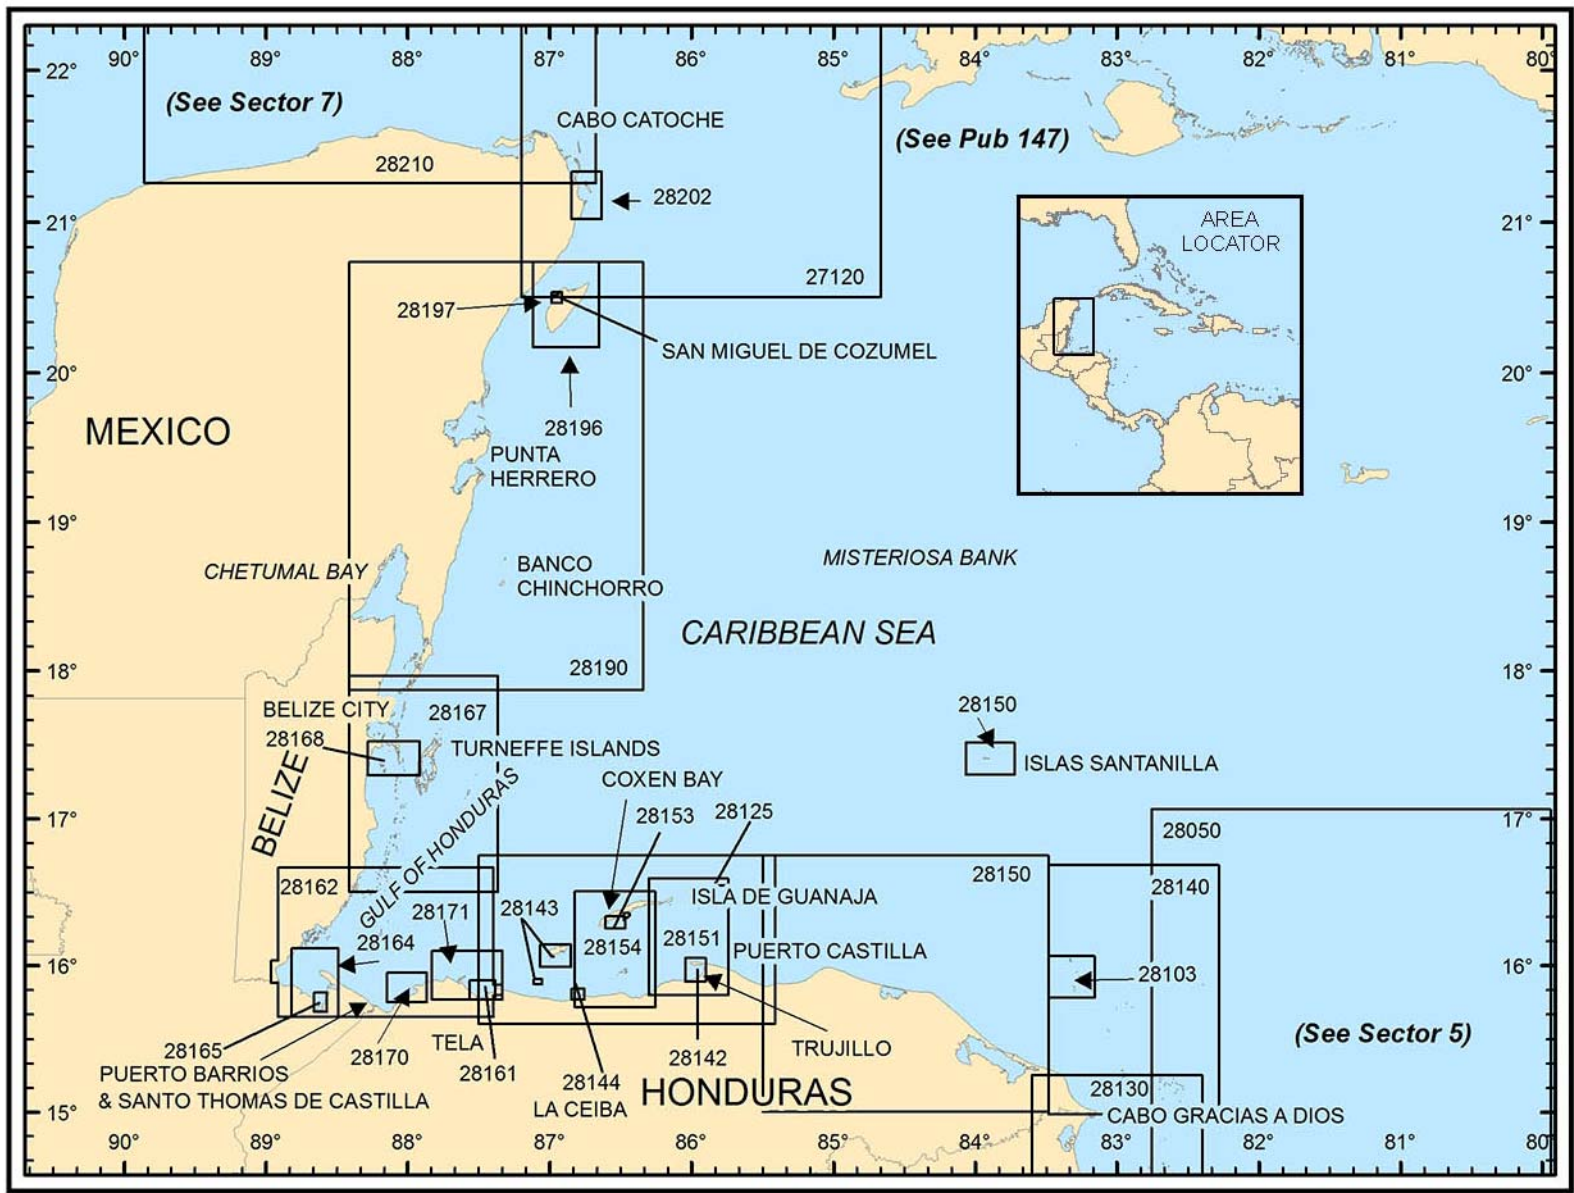 90°
89°
88°
87°
86°
85°
84°
83°
82°
81°
80°
22°
(See Sector 7)
CABO CATOCHE
(See Pub 147)
28210
28202
21°
21°
AREA
LOCATOR
27120
28197
SAN MIGUEL DE COZUMEL
20°
20°
MEXICO
28196
PUNTA
HERRERO
19°
19°
CHETUMAL BAY
BANCO
CHINCHORRO
MISTERIOSA BANK
CARIBBEAN SEA
28190
18°
18°
BELIZE CITY
28167
28150
28168
TURNEFFE ISLANDS
ISLAS SANTANILLA
BELIZE
COXEN BAY
GULF OF HONDURAS
28153
28125
17°
17°
28050
28162
28150
28140
28171
28143
ISLA DE GUANAJA
28164
28154
28151
PUERTO CASTILLA
16°
16°
28103
28165
28170
TELA
28161
28144
LA CEIBA
28142
TRUJILLO
(See Sector 5)
PUERTO BARRIOS
& SANTO THOMAS DE CASTILLA
HONDURAS
28130
CABO GRACIAS A DIOS
15°
15°
90°
89°
88°
87°
86°
85°
84°
83°
82°
81°
80°